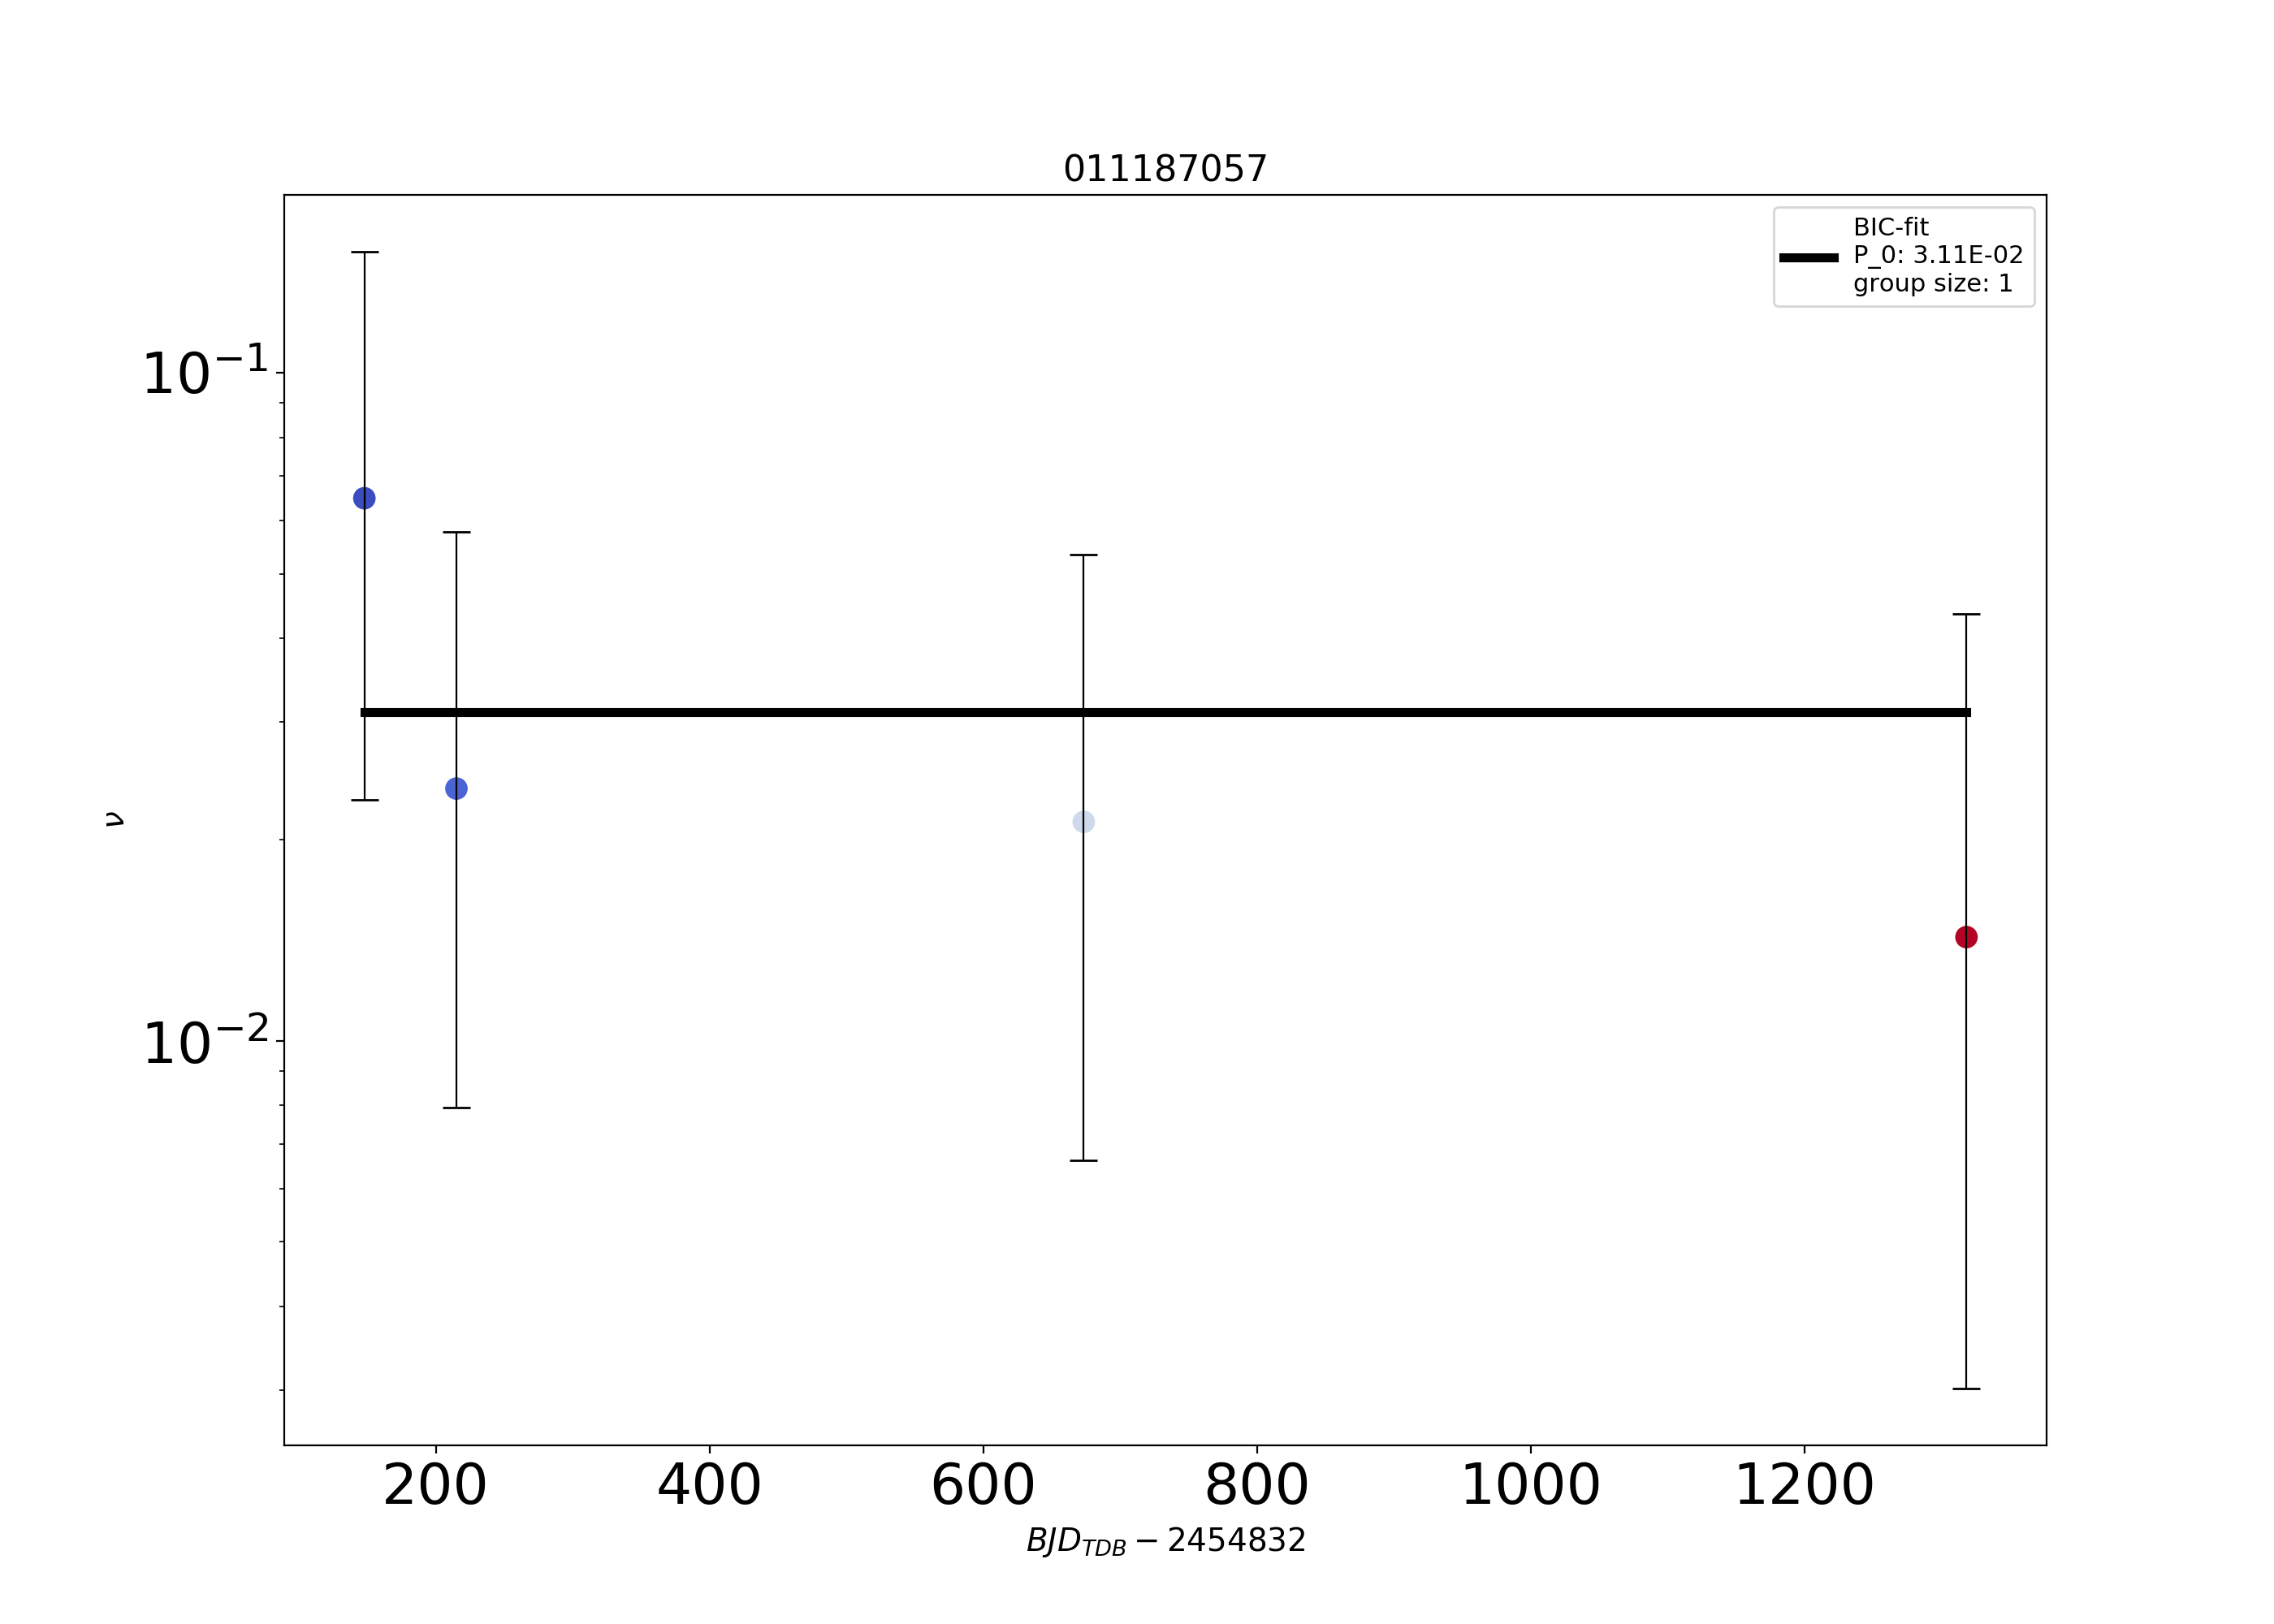 011187057
BIC-fit
P_0: 3.11E-02
group size: 1
10⁻¹
10⁻²
ν
200 400 600 800 1000 1200
BJD_TDB − 2454832